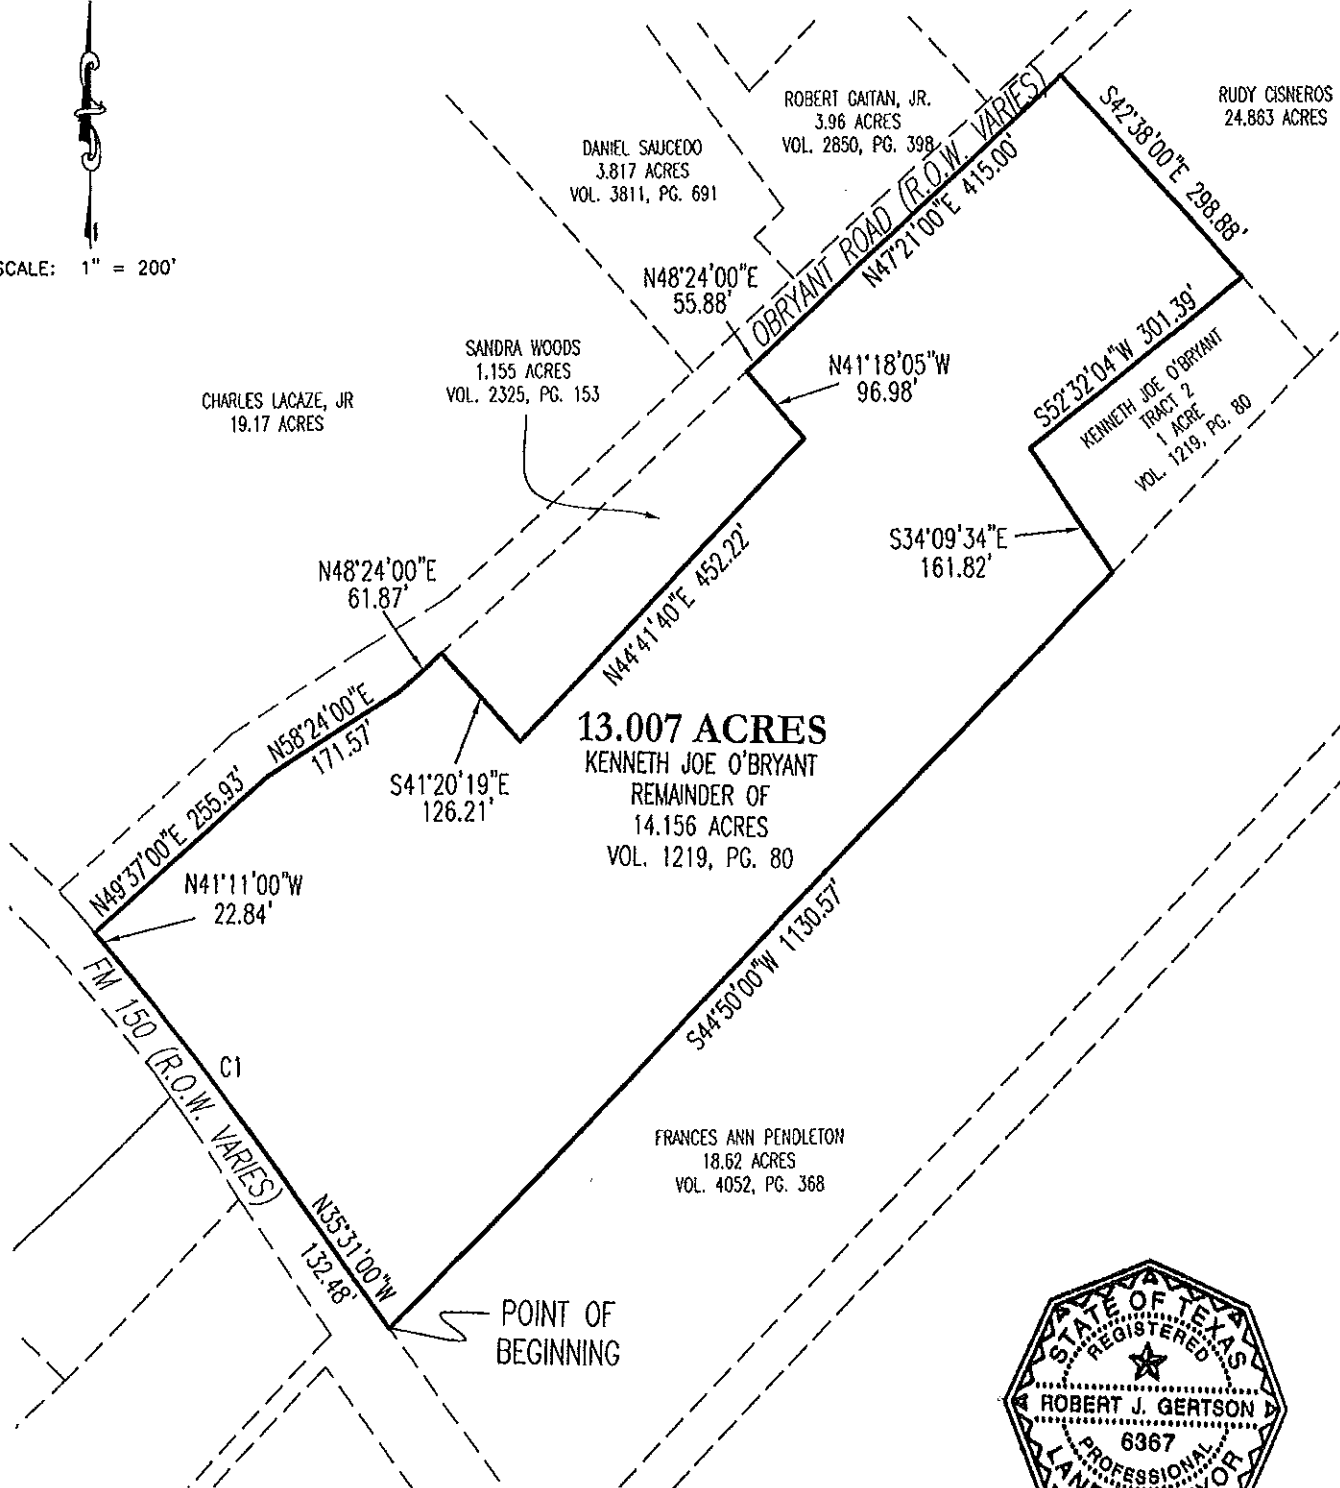 SCALE: 1" = 200'
ROBERT GAITAN, JR.
3.96 ACRES
VOL. 2850, PG. 398
RUDY CISNEROS
24.863 ACRES
DANIEL SAUCEDO
3.817 ACRES
VOL. 3811, PG. 691
OBRYANT ROAD (R.O.W. VARIES)
N47°21'00"E 415.00'
S42°38'00"E 298.88'
N48°24'00"E
55.88'
SANDRA WOODS
1.155 ACRES
VOL. 2325, PG. 153
N41°18'05"W
96.98'
S52°32'04"W 301.39'
KENNETH JOE O'BRYANT
TRACT 2
1 ACRE
VOL. 1219, PG. 80
CHARLES LACAZE, JR
19.17 ACRES
S34°09'34"E
161.82'
N48°24'00"E
61.87'
N44°41'40"E 452.22'
N58°24'00"E
171.57'
13.007 ACRES
KENNETH JOE O'BRYANT
REMAINDER OF
14.156 ACRES
VOL. 1219, PG. 80
S41°20'19"E
126.21'
N49°37'00"E 255.93'
N41°11'00"W
22.84'
S44°50'00"W 1130.57'
FM 150 (R.O.W. VARIES)
C1
FRANCES ANN PENDLETON
18.62 ACRES
VOL. 4052, PG. 368
N35°31'00"W
132.48'
POINT OF
BEGINNING
STATE OF TEXAS
REGISTERED
ROBERT J. GERTSON
6367
PROFESSIONAL